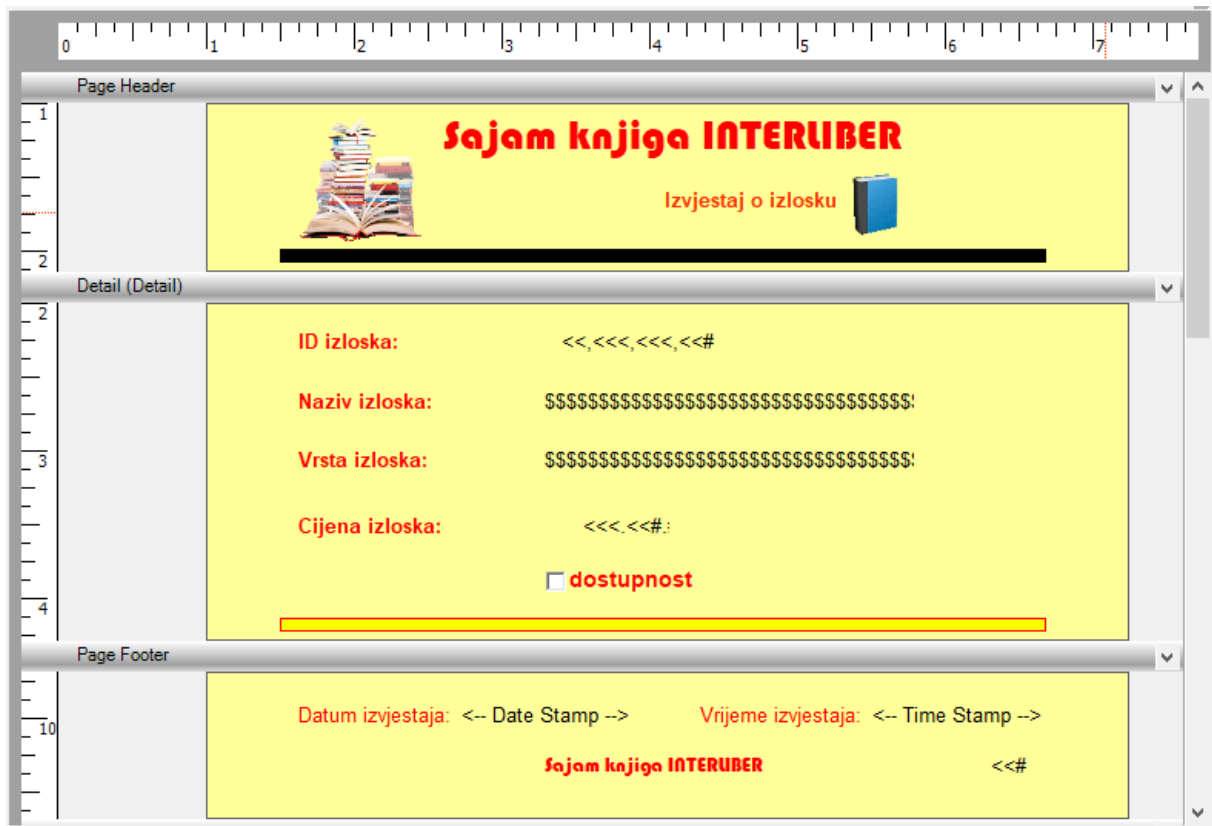 0 1 2 3 4 5 6 7
Page Header
1
Sajam knjiga INTERLIBER
Izvjestaj o izlosku
2
Detail (Detail)
2
ID izloska: <<,<<<,<<<,<<#
Naziv izloska: $$$$$$$$$$$$$$$$$$$$$$$$$$$$$$$$$$
Vrsta izloska: $$$$$$$$$$$$$$$$$$$$$$$$$$$$$$$$$$
3
Cijena izloska: <<<.<<#.
dostupnost
4
Page Footer
Datum izvjestaja: <-- Date Stamp --> Vrijeme izvjestaja: <-- Time Stamp -->
10
Sajam knjiga INTERLIBER <<#